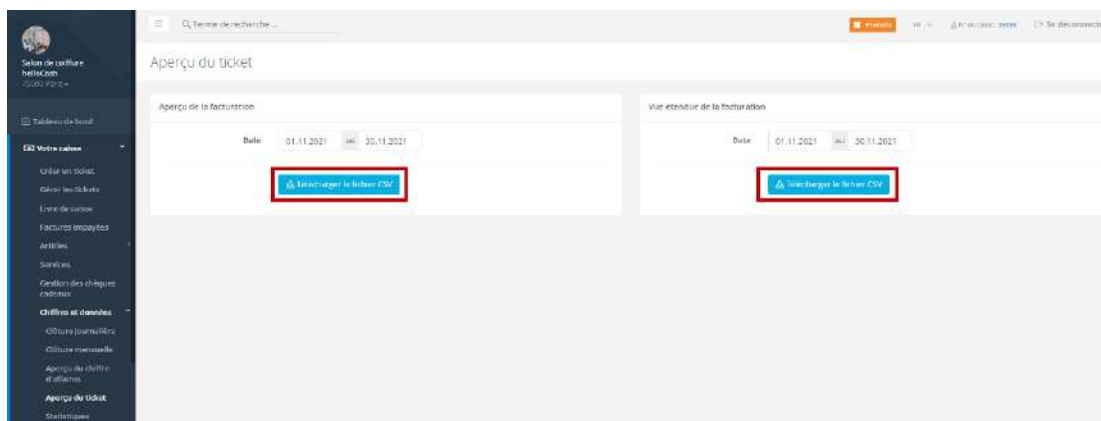 Terme de recherche ...
Produits
Se déconnecter
Salon de coiffure
helloCash
Aperçu du ticket
Tableau de bord
Votre caisse
Créer un ticket
Gérer les tickets
Livre de caisse
Factures impayées
Articles
Services
Gestion des chèques
cadeaux
Chiffres et données
Clôture journalière
Clôture mensuelle
Aperçu du chiffre
d'affaires
Aperçu du ticket
Statistiques
Aperçu de la facturation
Date 01.11.2021 au 30.11.2021
Télécharger le fichier CSV
Vue étendue de la facturation
Date 01.11.2021 au 30.11.2021
Télécharger le fichier CSV